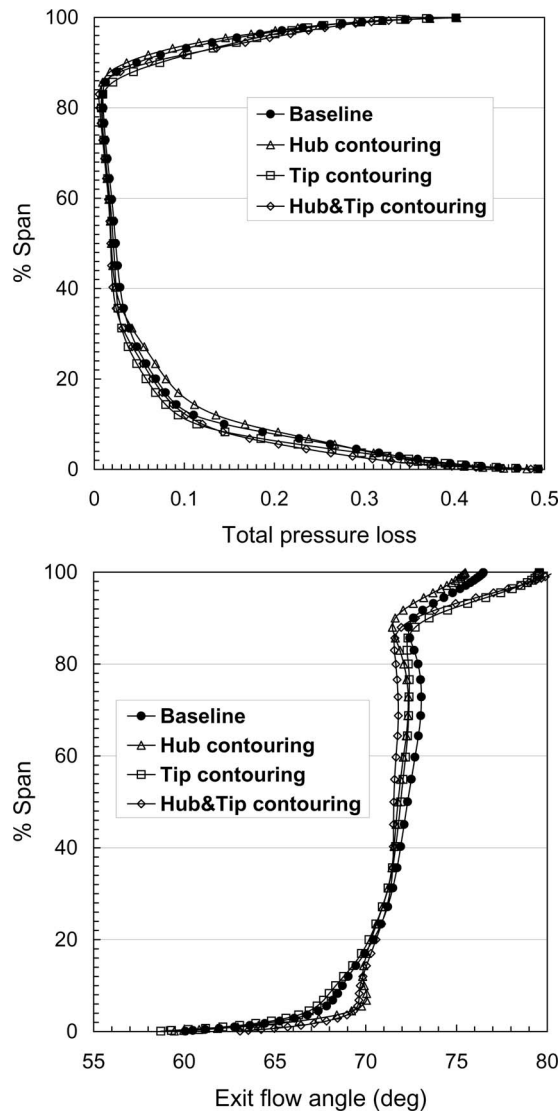 100
80
60
40
20
0
% Span
Baseline
Hub contouring
Tip contouring
Hub&Tip contouring
0 0.1 0.2 0.3 0.4 0.5
Total pressure loss
100
80
60
40
20
0
% Span
Baseline
Hub contouring
Tip contouring
Hub&Tip contouring
55 60 65 70 75 80
Exit flow angle (deg)